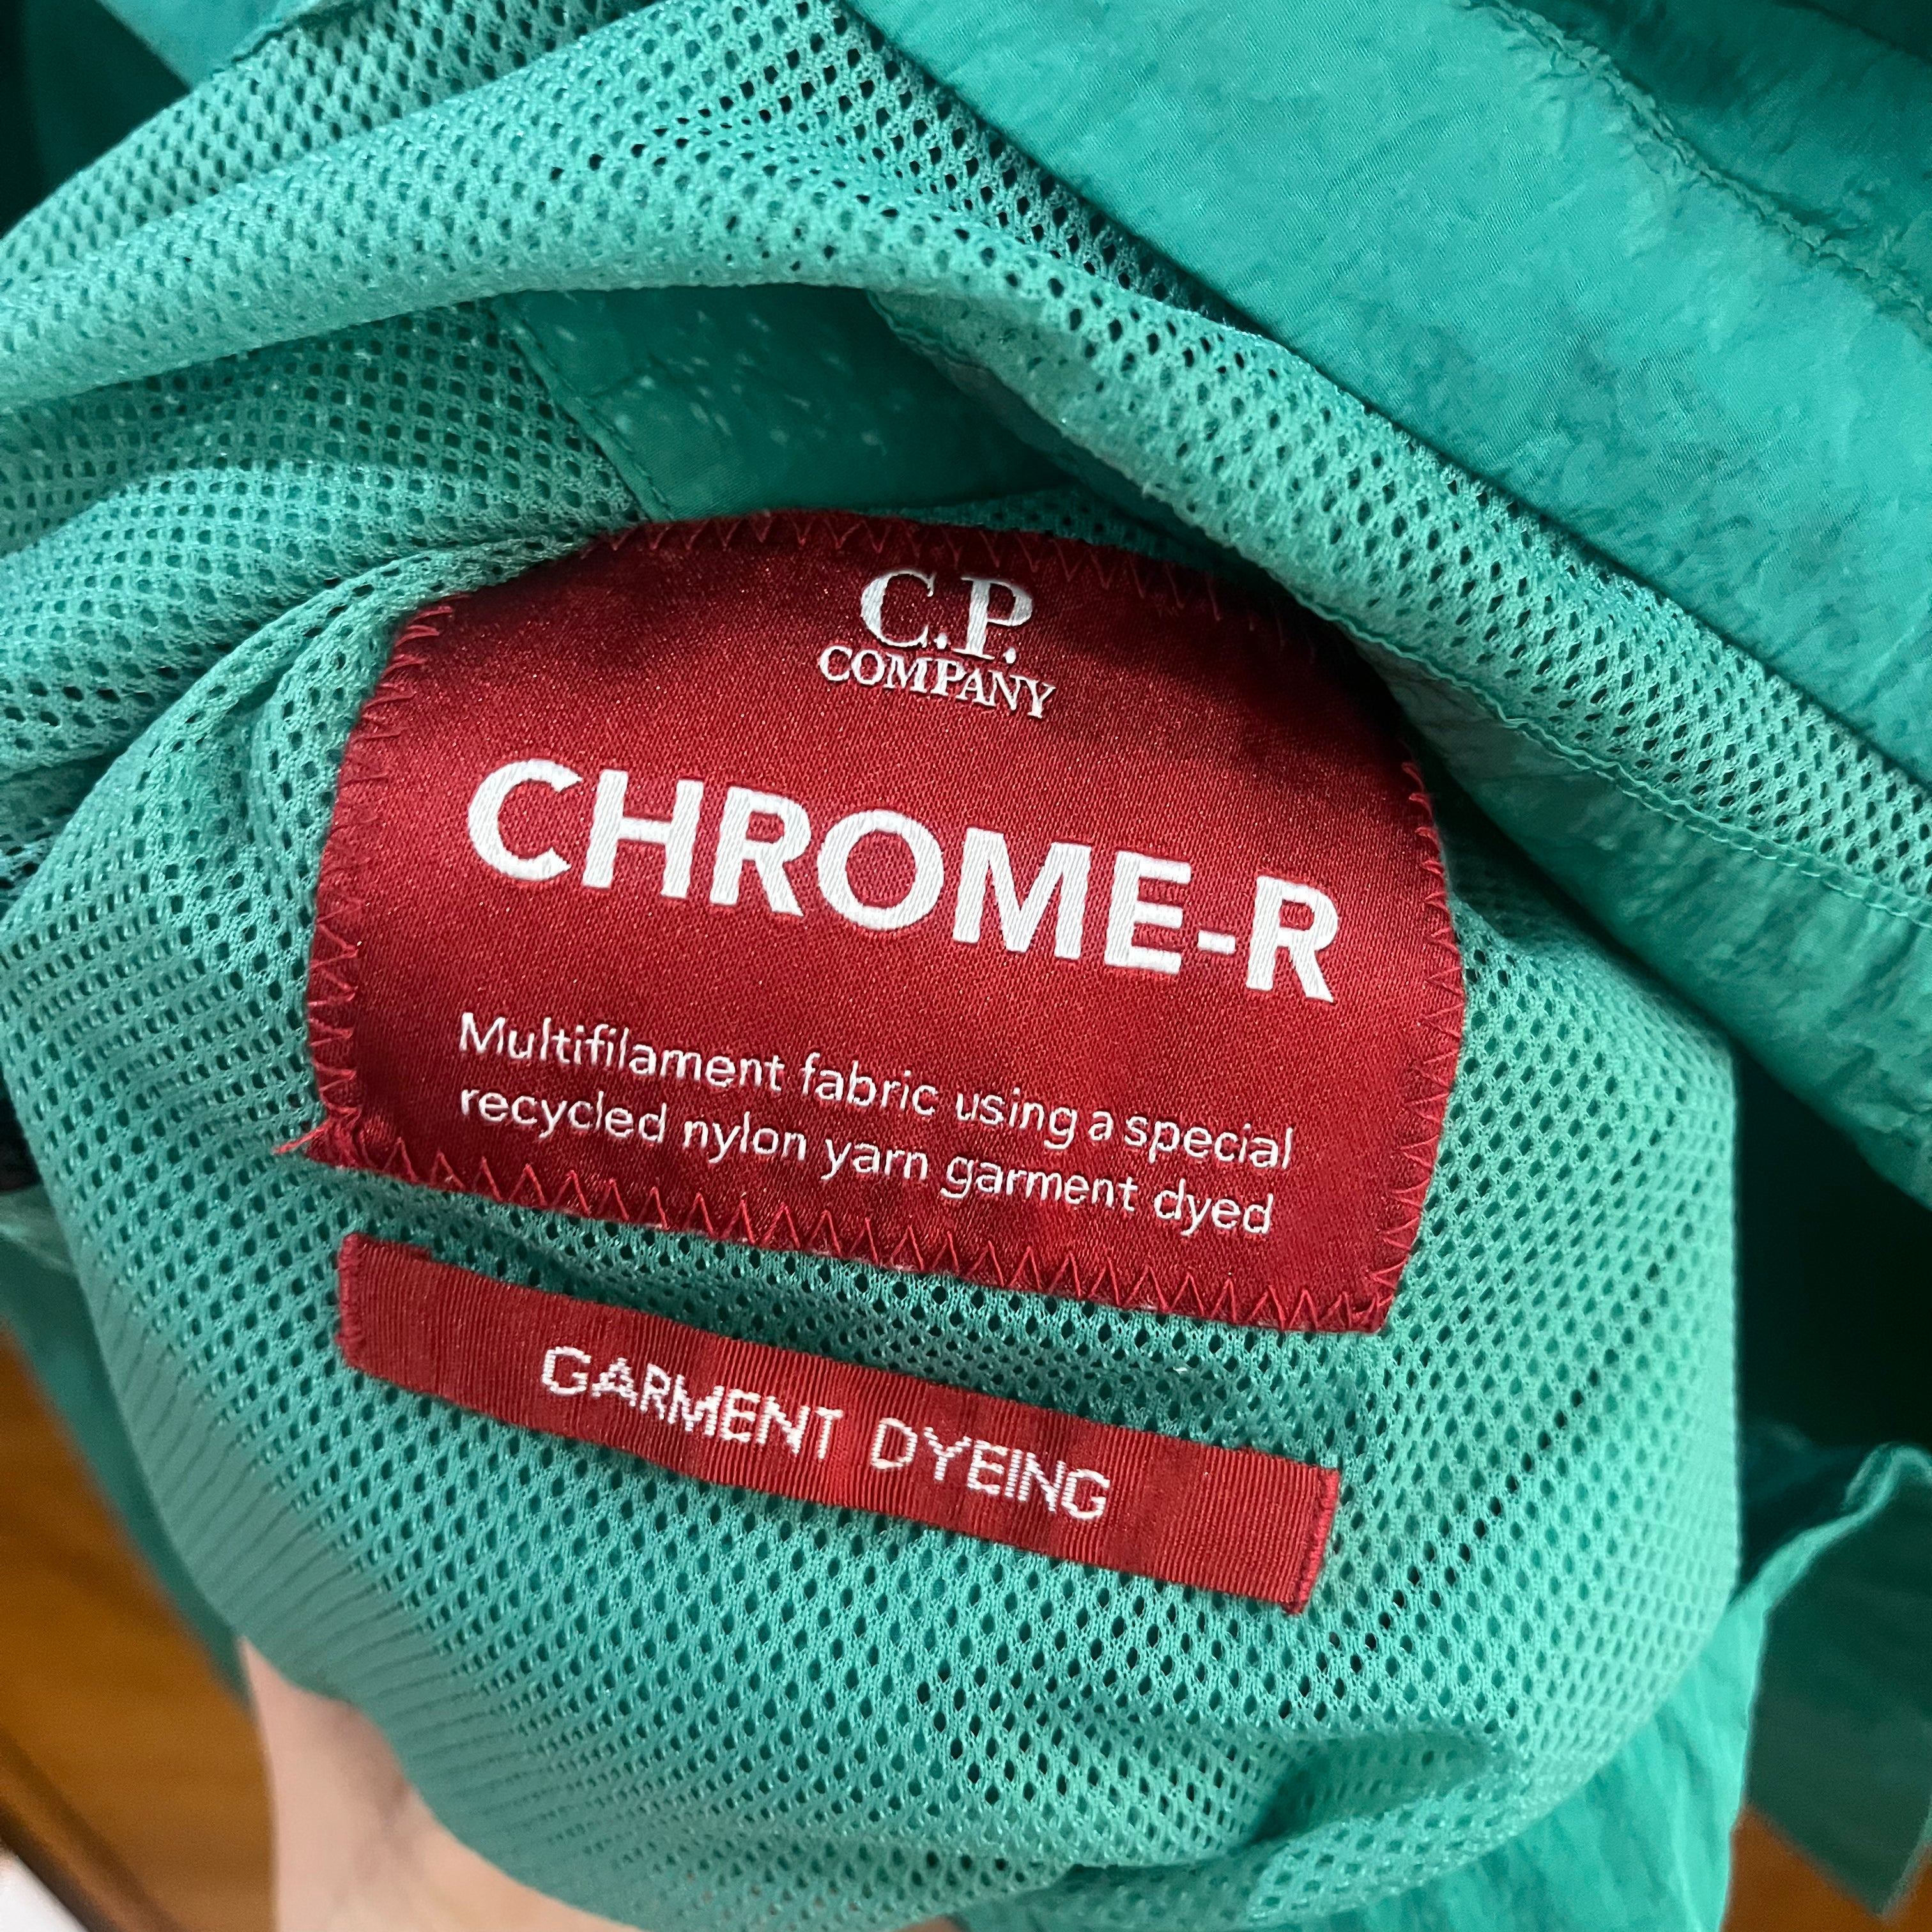 C.P.
COMPANY
CHROME-R
Multifilament fabric using a special
recycled nylon yarn garment dyed
GARMENT DYEING